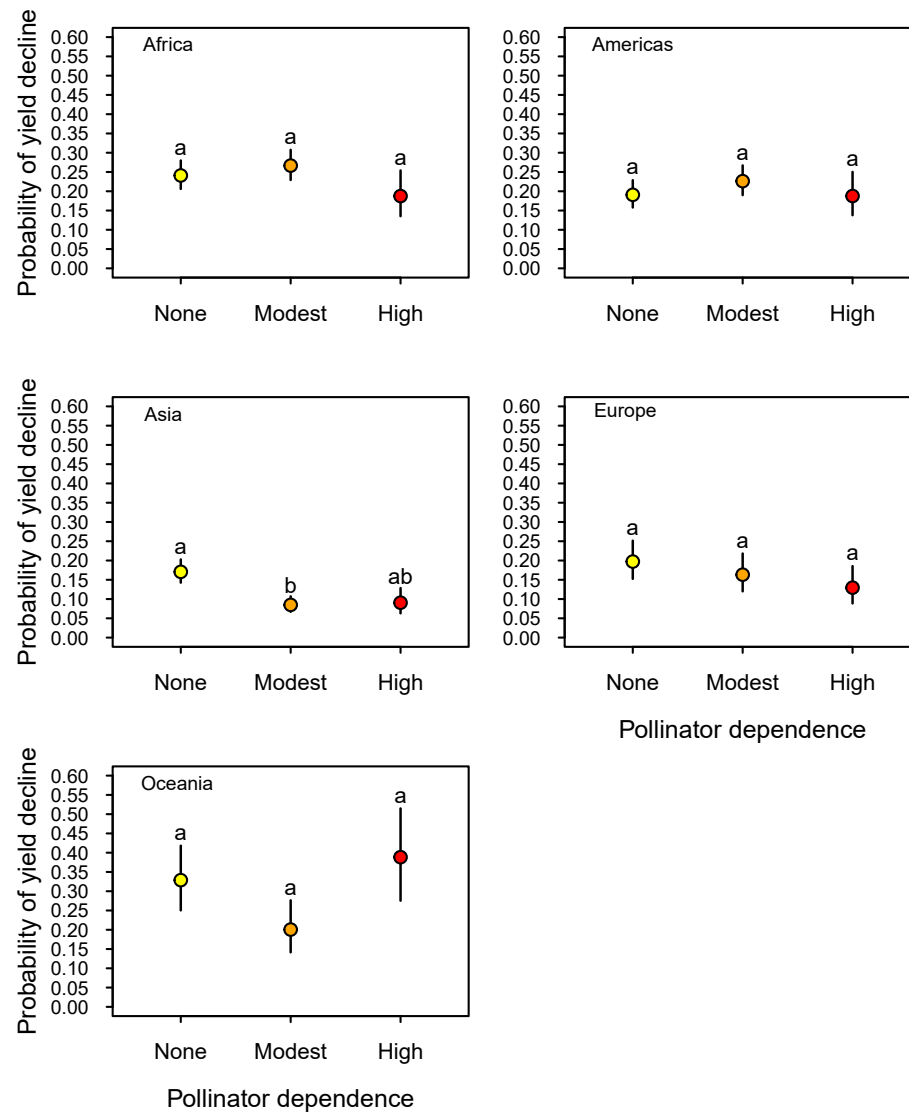 Africa
Probability of yield decline
0.60
0.55
0.50
0.45
0.40
0.35
0.30
0.25
0.20
0.15
0.10
0.05
0.00
a
a
a
None Modest High
Americas
0.60
0.55
0.50
0.45
0.40
0.35
0.30
0.25
0.20
0.15
0.10
0.05
0.00
a
a
a
None Modest High
Asia
Probability of yield decline
0.60
0.55
0.50
0.45
0.40
0.35
0.30
0.25
0.20
0.15
0.10
0.05
0.00
a
b
ab
None Modest High
Europe
0.60
0.55
0.50
0.45
0.40
0.35
0.30
0.25
0.20
0.15
0.10
0.05
0.00
a
a
a
None Modest High
Pollinator dependence
Oceania
Probability of yield decline
0.60
0.55
0.50
0.45
0.40
0.35
0.30
0.25
0.20
0.15
0.10
0.05
0.00
a
a
a
None Modest High
Pollinator dependence